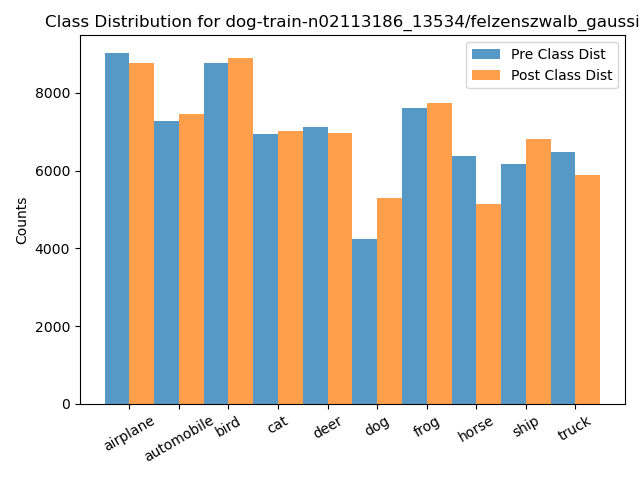 Class Distribution for dog-train-n02113186_13534/felzenszwalb_gaussi
Pre Class Dist
Post Class Dist
Counts
8000
6000
4000
2000
0
airplane
automobile
bird
cat
deer
dog
frog
horse
ship
truck